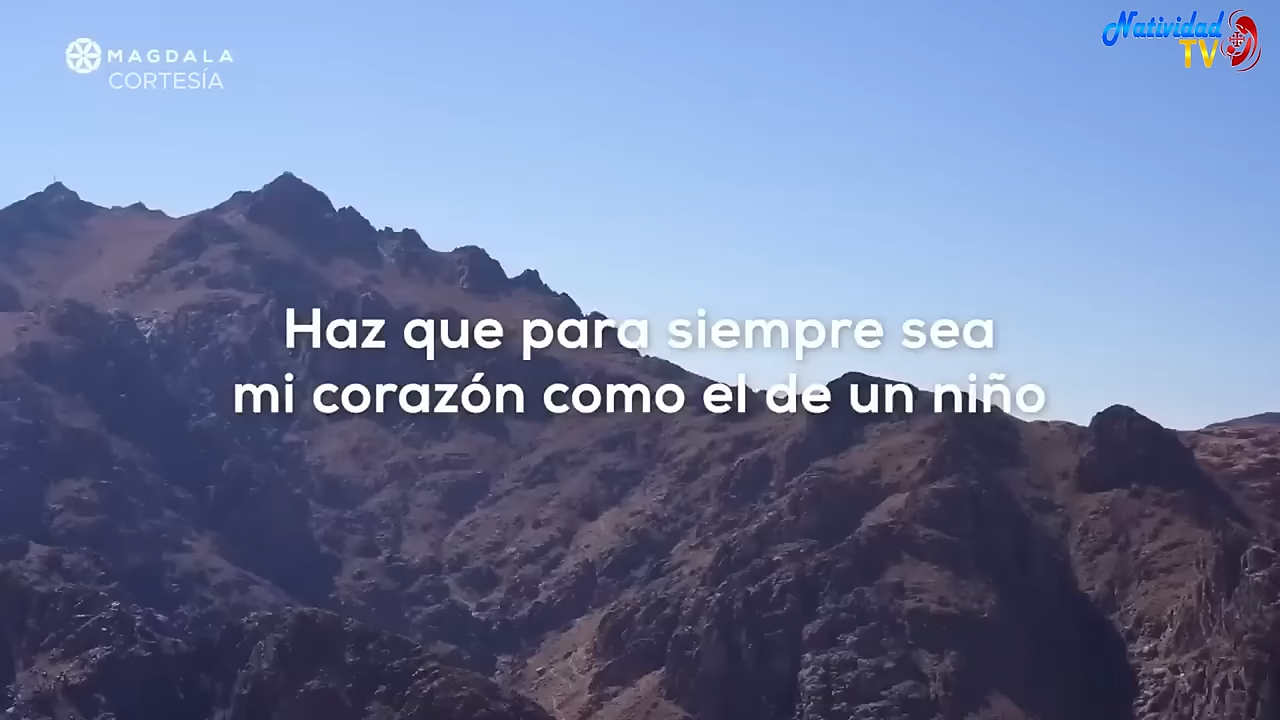 MAGDALA
CORTESÍA
Natividad
TV
Haz que para siempre sea
mi corazón como el de un niño